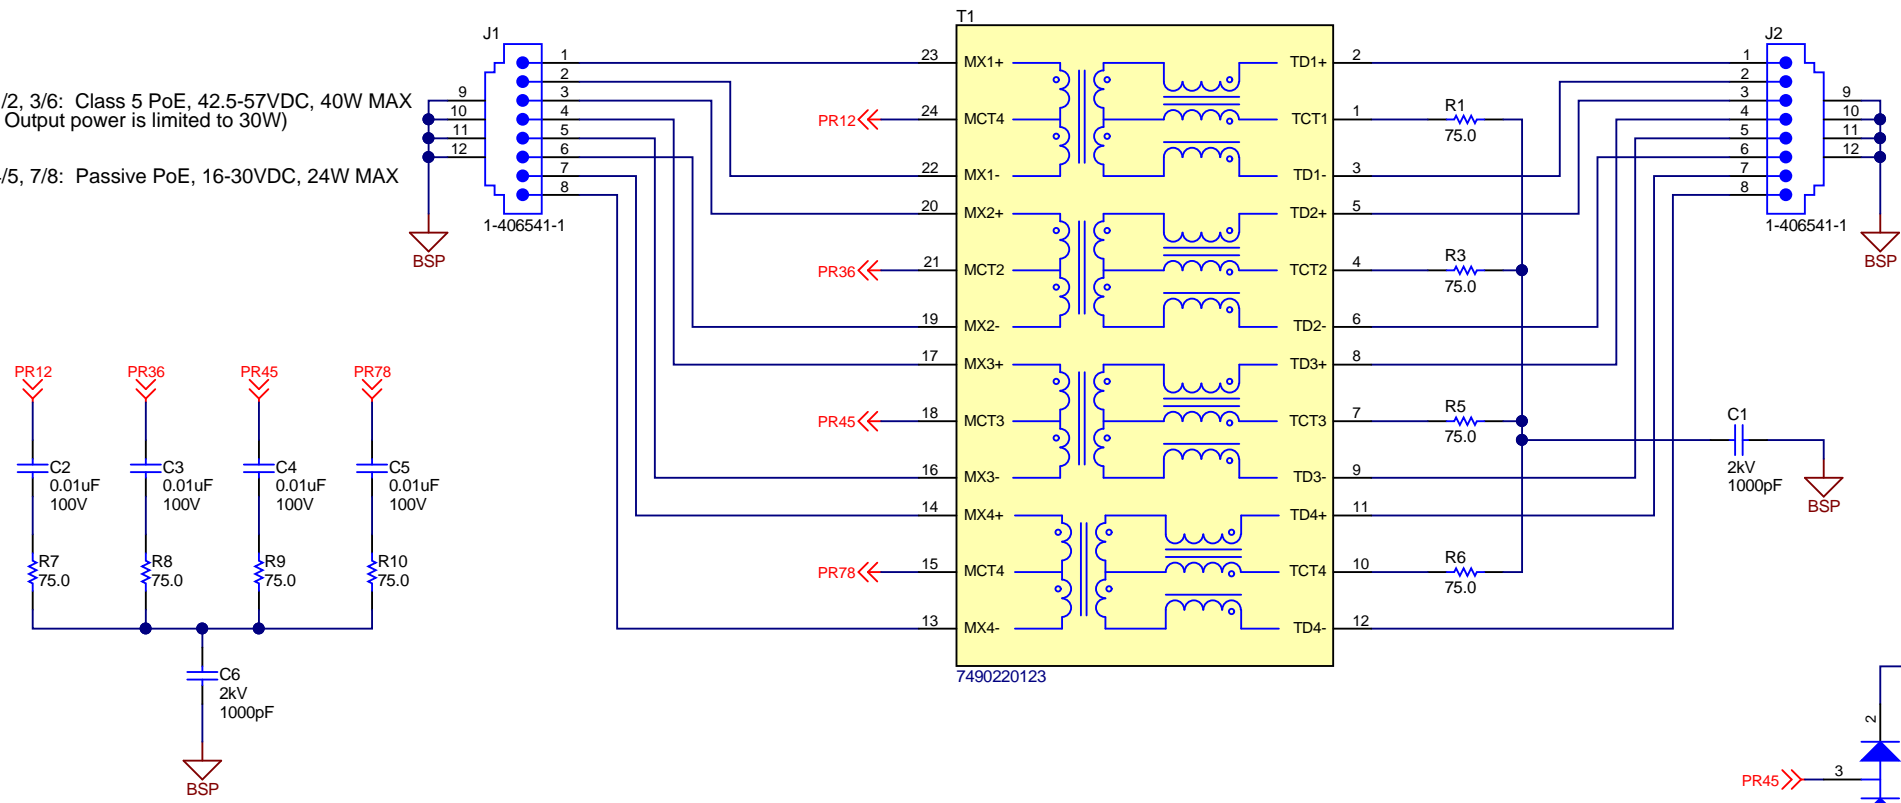 T1
J1
J2
/2, 3/6: Class 5 PoE, 42.5-57VDC, 40W MAX
Output power is limited to 30W)
/5, 7/8: Passive PoE, 16-30VDC, 24W MAX
9
10
11
12
1
2
3
4
5
6
7
8
1-406541-1
BSP
23 MX1+ TD1+ 2
PR12 24 MCT4 TCT1 1 R1
75.0
22 MX1- TD1- 3
20 MX2+ TD2+ 5
PR36 21 MCT2 TCT2 4 R3
75.0
19 MX2- TD2- 6
17 MX3+ TD3+ 8
PR45 18 MCT3 TCT3 7 R5
75.0
16 MX3- TD3- 9
14 MX4+ TD4+ 11
PR78 15 MCT4 TCT4 10 R6
75.0
13 MX4- TD4- 12
7490220123
1
2
3
4
5
6
7
8
9
10
11
12
1-406541-1
BSP
C1
2kV
1000pF
BSP
PR12 PR36 PR45 PR78
C2 C3 C4 C5
0.01uF 0.01uF 0.01uF 0.01uF
100V 100V 100V 100V
R7 R8 R9 R10
75.0 75.0 75.0 75.0
C6
2kV
1000pF
BSP
2
PR45 3